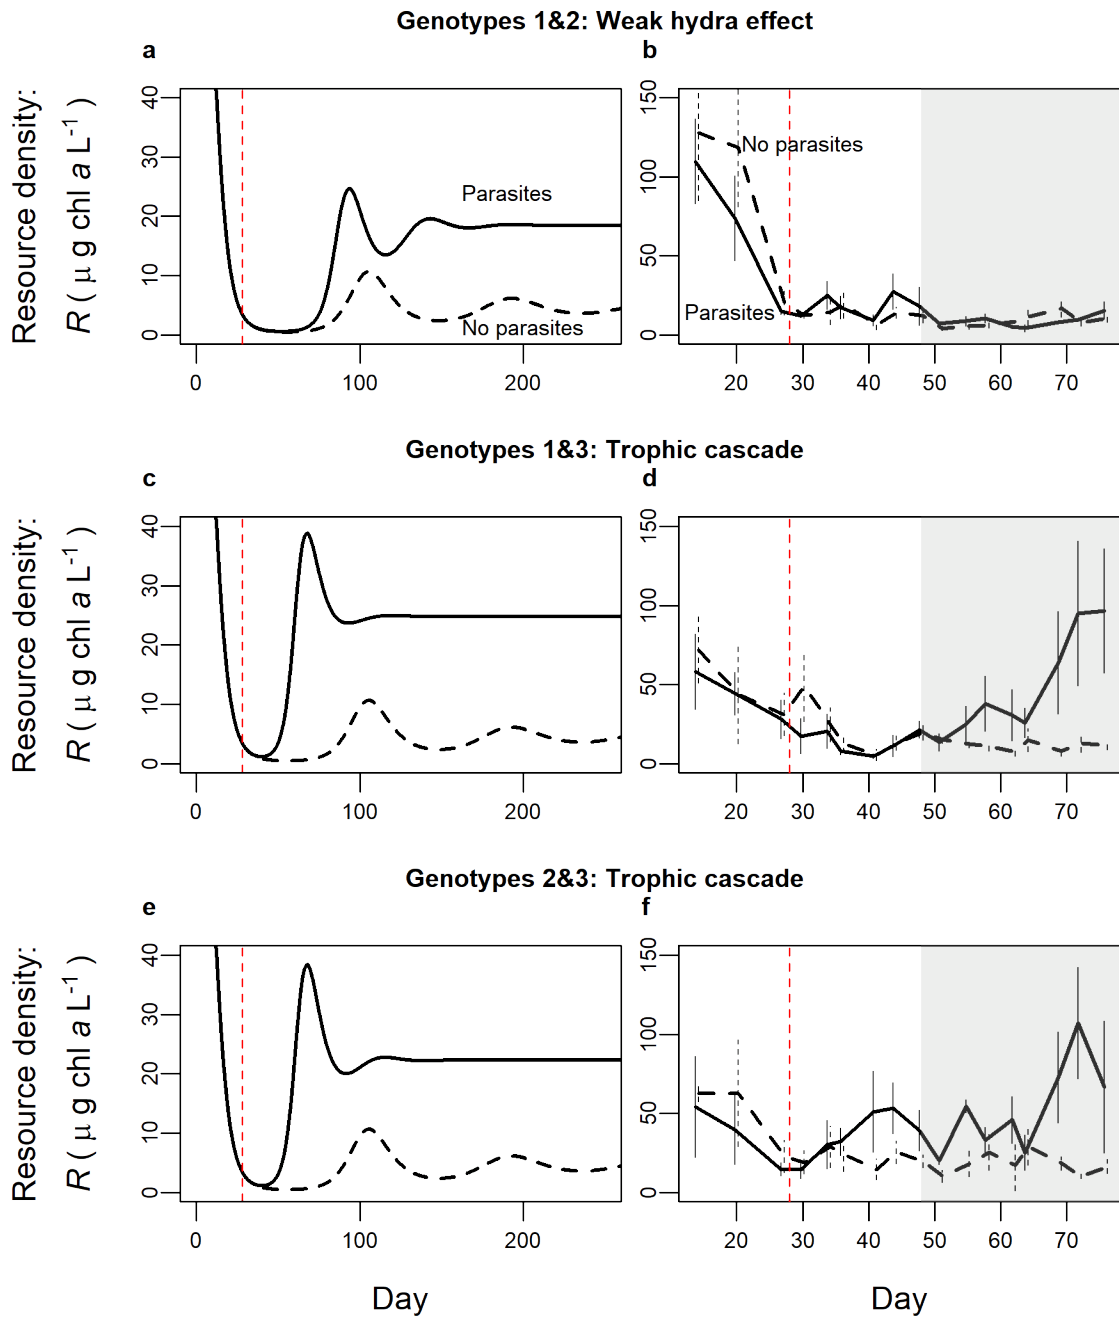 Genotypes 1&2: Weak hydra effect
a
b
Resource density:
R ( μ g chl a L-1 )
40
30
20
10
0
Parasites
No parasites
0 100 200
150
100
50
0
No parasites
Parasites
20 30 40 50 60 70
Genotypes 1&3: Trophic cascade
c
d
Resource density:
R ( μ g chl a L-1 )
40
30
20
10
0
0 100 200
150
100
50
0
20 30 40 50 60 70
Genotypes 2&3: Trophic cascade
e
f
Resource density:
R ( μ g chl a L-1 )
40
30
20
10
0
0 100 200
150
100
50
0
20 30 40 50 60 70
Day
Day